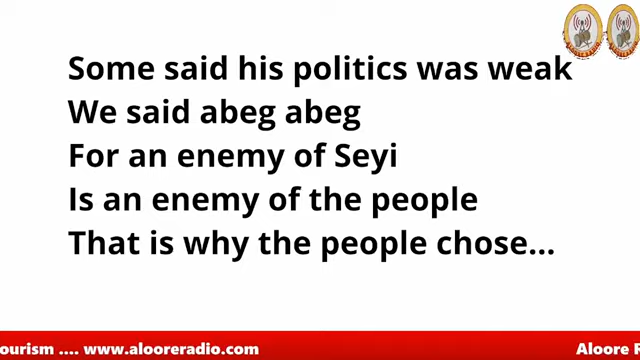 Some said his politics was weak
We said abeg abeg
For an enemy of Seyi
Is an enemy of the people
That is why the people chose...
ourism .... www.alooreradio.com
Aloore R